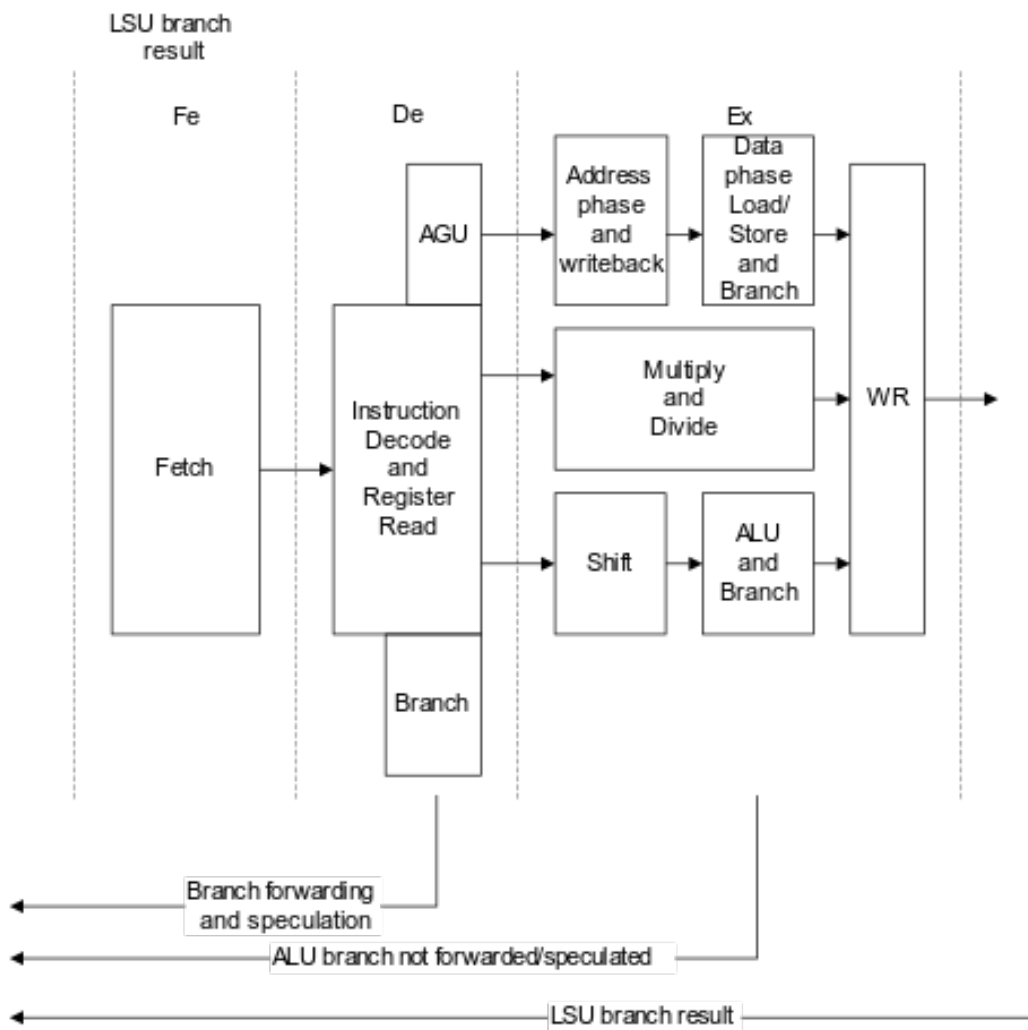 LSU branch
result
Fe
De
Ex
AGU
Address
phase
and
writeback
Data
phase
Load/
Store
and
Branch
Fetch
Instruction
Decode
and
Register
Read
Multiply
and
Divide
WR
Shift
ALU
and
Branch
Branch
Branch forwarding
and speculation
ALU branch not forwarded/speculated
LSU branch result